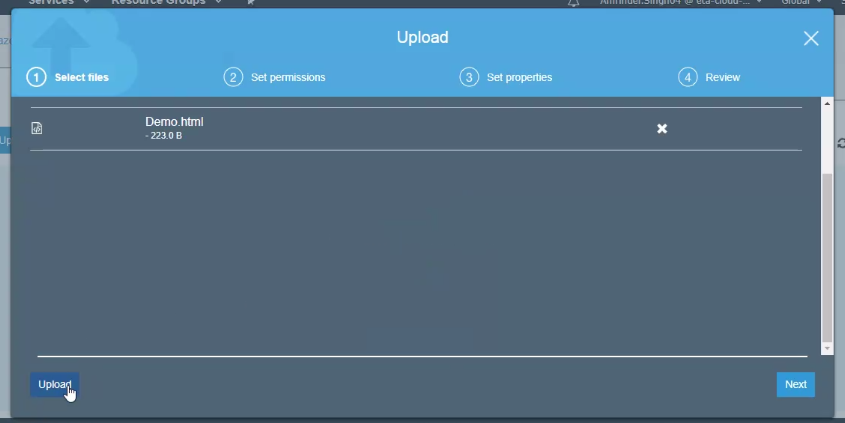 Services Resource Groups Global
Upload
1 Select files 2 Set permissions 3 Set properties 4 Review
Demo.html
- 223.0 B
Upload Next